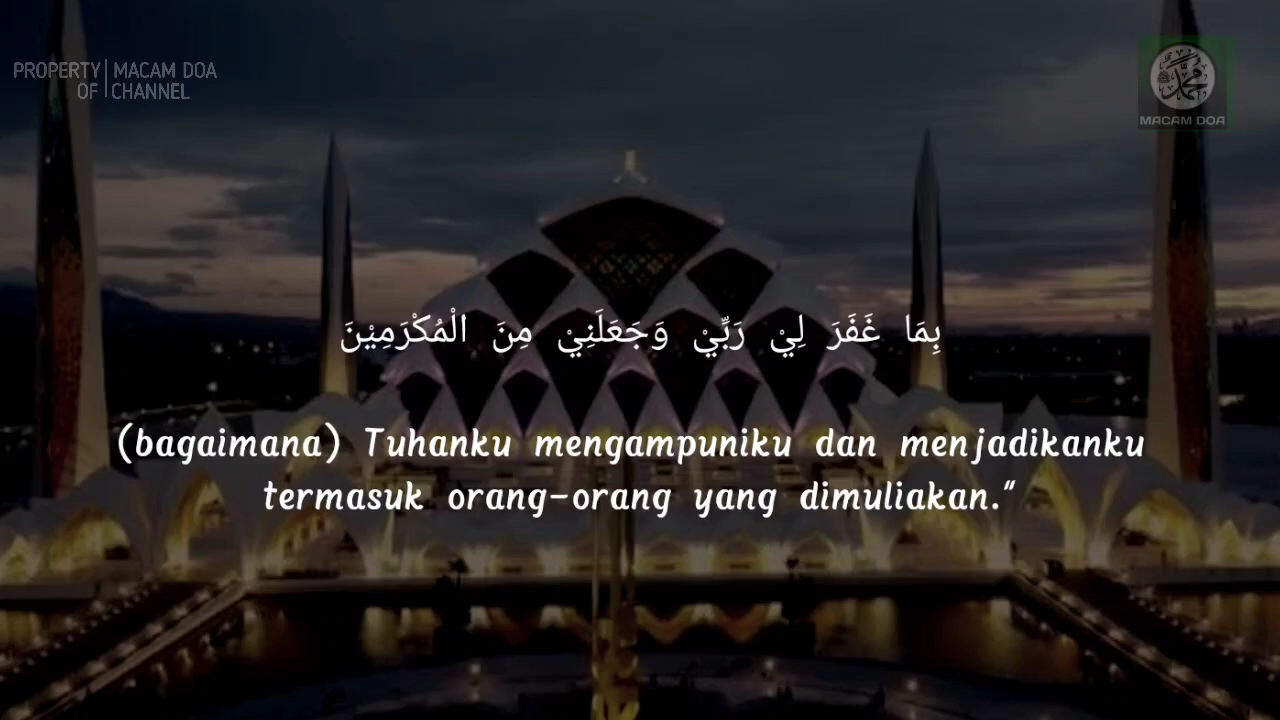 PROPERTY MACAM DOA
OF CHANNEL
MACAM DOA
بِمَا غَفَرَ لِيْ رَبِّيْ وَجَعَلَنِيْ مِنَ الْمُكْرَمِيْنَ
(bagaimana) Tuhanku mengampuniku dan menjadikanku
termasuk orang-orang yang dimuliakan."